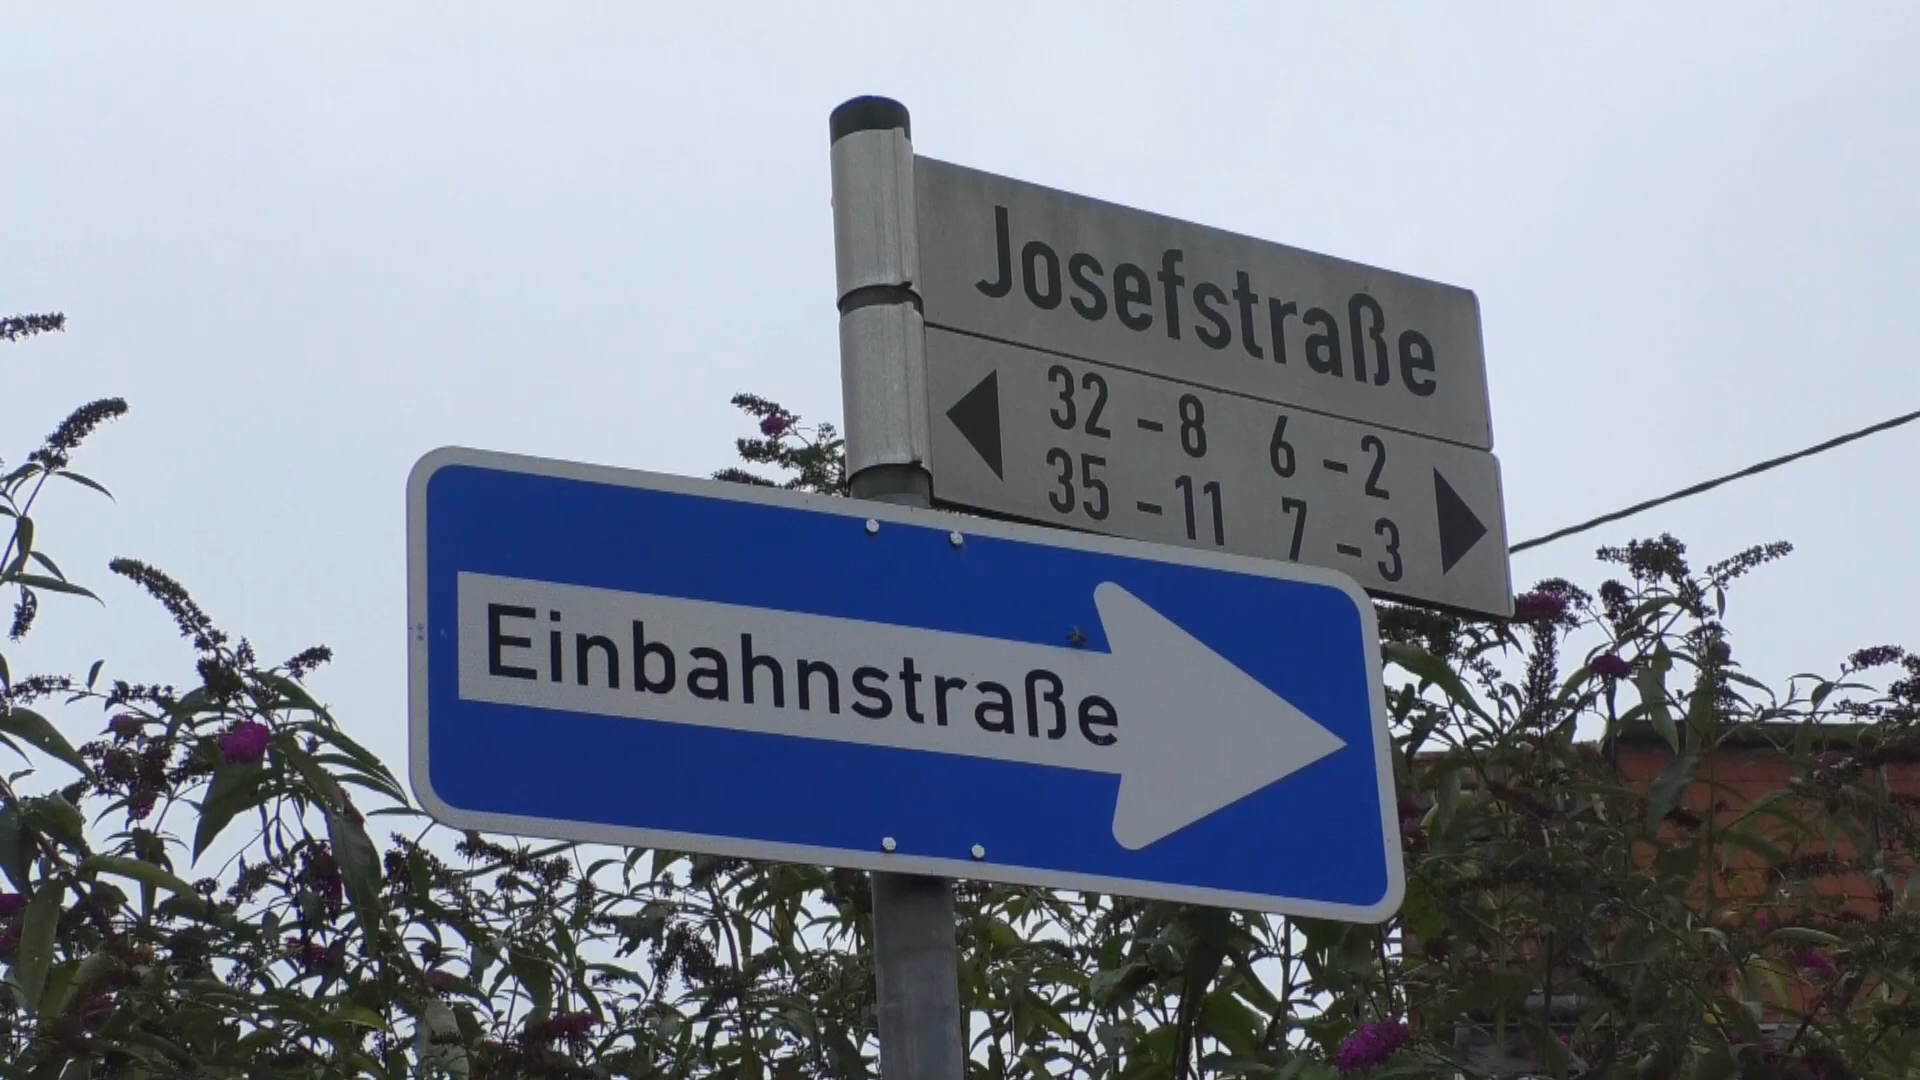 Josefstraße
32 - 8 6 - 2
35 - 11 7 - 3
Einbahnstraße